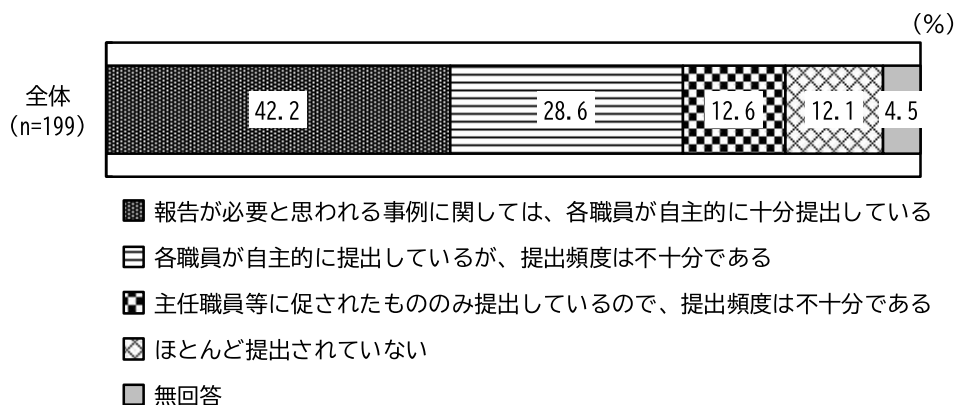 （％）
全体
（n=199）
42.2 28.6 12.6 12.1 4.5
報告が必要と思われる事例に関しては、各職員が自主的に十分提出している
各職員が自主的に提出しているが、提出頻度は不十分である
主任職員等に促されたもののみ提出しているので、提出頻度は不十分である
ほとんど提出されていない
無回答